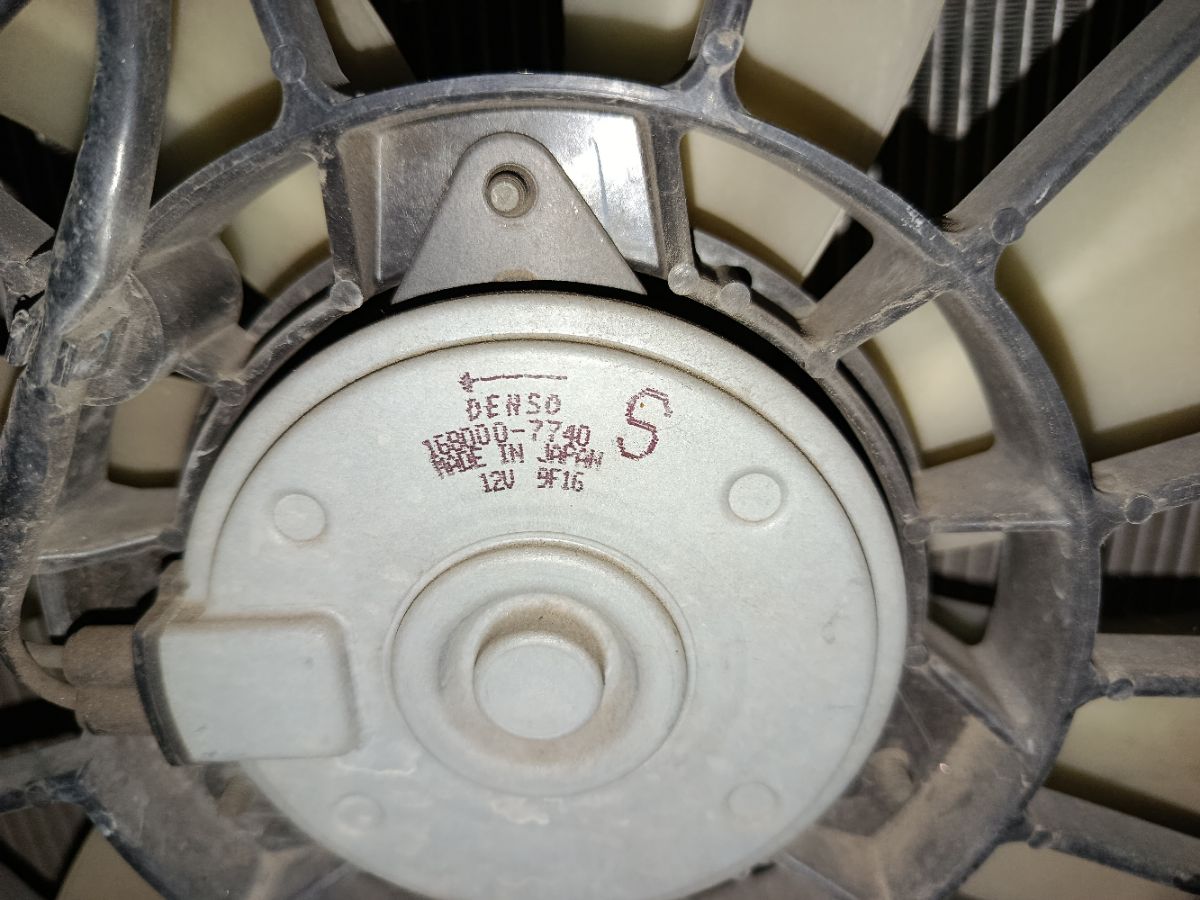 DENSO
S
168000-7740
MADE IN JAPAN
12V 9F16